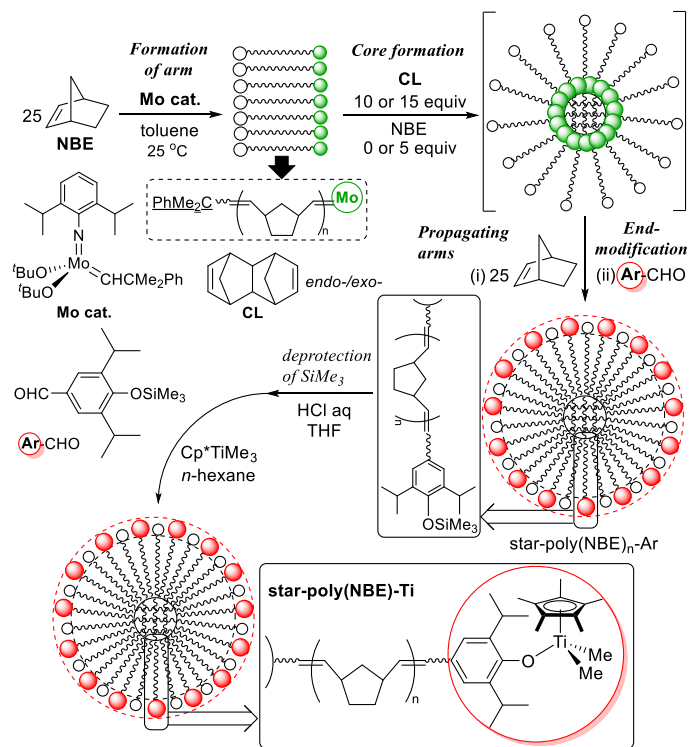 Formation
of arm
Mo cat.
toluene
25 °C
25
NBE
Core formation
CL
10 or 15 equiv
NBE
0 or 5 equiv
PhMe2C
n
Mo
N
Mo
tBuO
tBuO
CHCMe2Ph
Mo cat.
CL
endo-/exo-
Propagating
arms
(i) 25
End-
modification
(ii) Ar-CHO
deprotection
of SiMe3
HCl aq
THF
CHO
OSiMe3
Ar-CHO
Cp*TiMe3
n-hexane
n
OSiMe3
star-poly(NBE)n-Ar
star-poly(NBE)-Ti
n
O
Ti
Me
Me